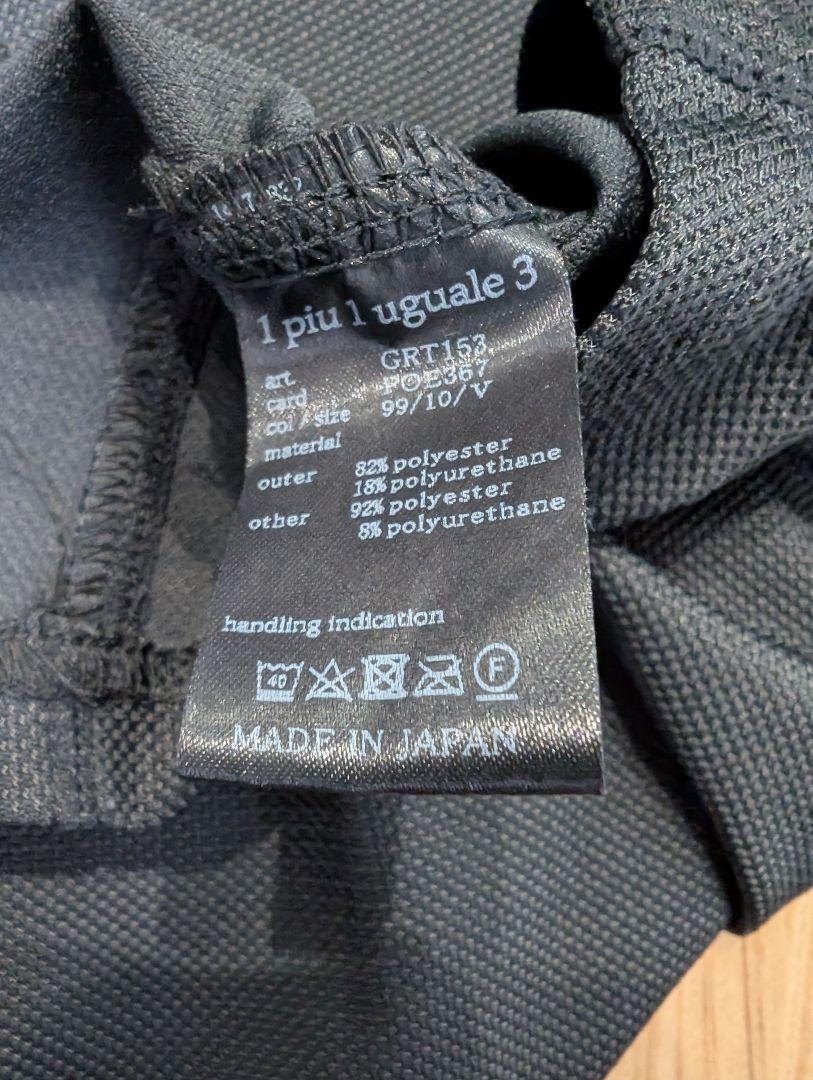 1 piu 1 uguale 3
art. GRT153
card POE367
col / size 99/10/V
material
outer 82% polyester
18% polyurethane
other 92% polyester
8% polyurethane
handling indication
40
F
MADE IN JAPAN